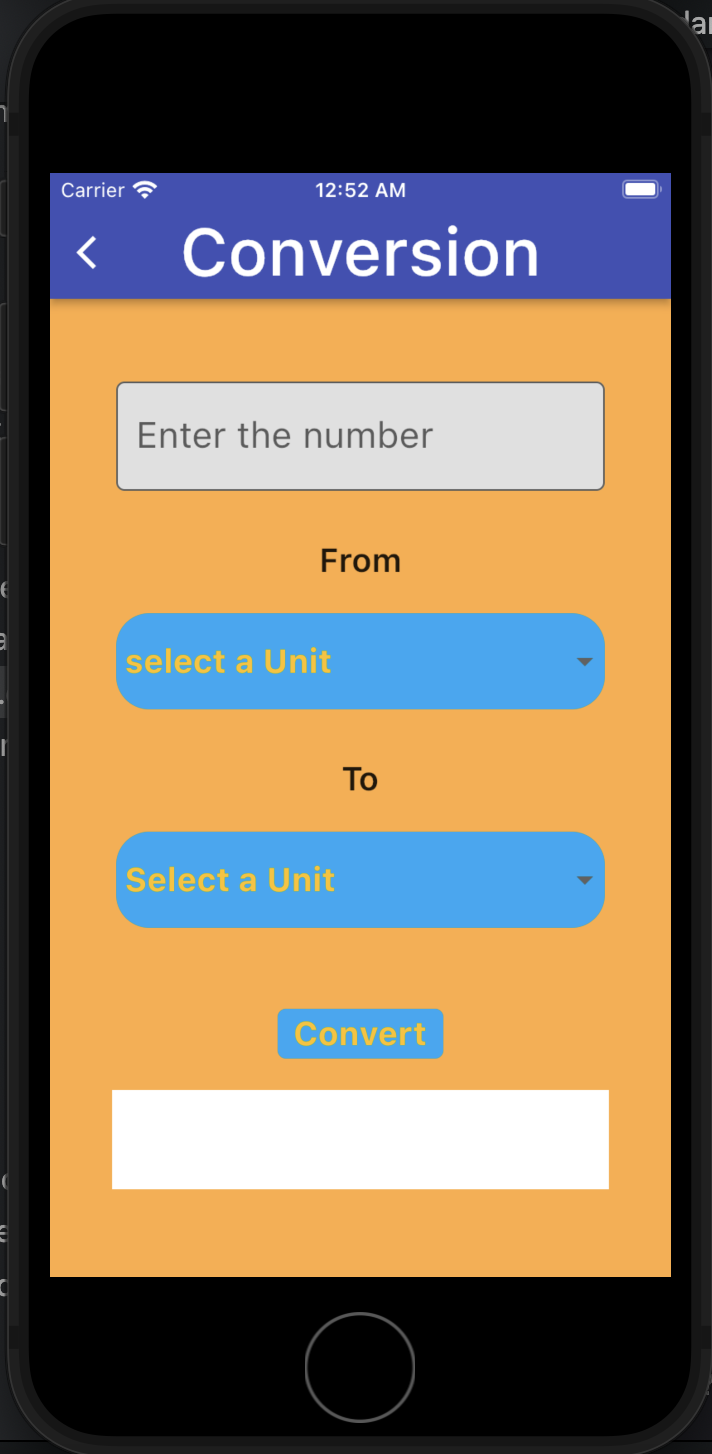 Carrier 12:52 AM
Conversion
Enter the number
From
select a Unit
To
Select a Unit
Convert